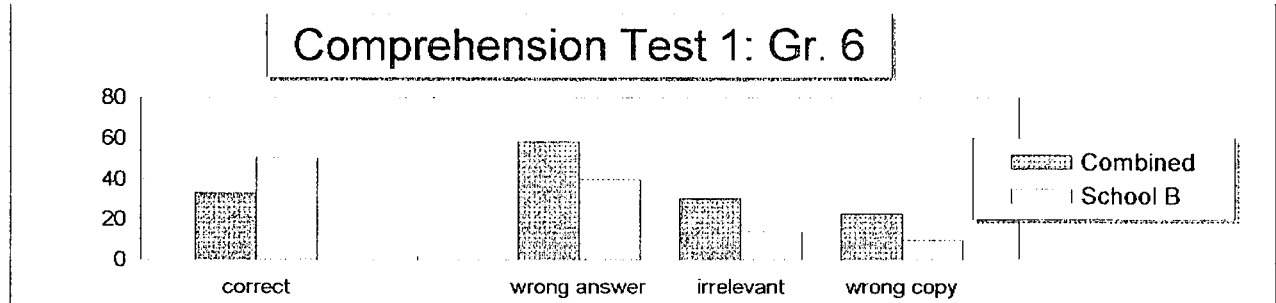 Comprehension Test 1: Gr. 6
80
60
40
20
0
correct
wrong answer
irrelevant
wrong copy
Combined
School B